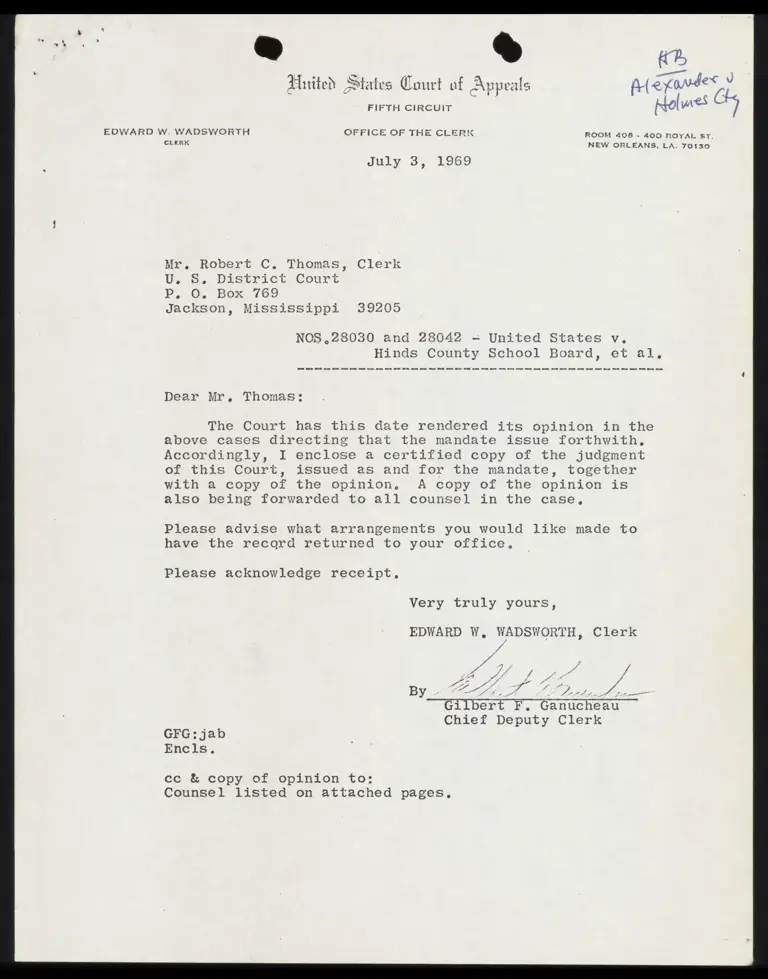 HB
Alexander v
Holmes Cty
United States Court of Appeals
FIFTH CIRCUIT
EDWARD W. WADSWORTH
CLERK
OFFICE OF THE CLERK
ROOM 408 - 400 ROYAL ST.
NEW ORLEANS, LA. 70130
July 3, 1969
Mr. Robert C. Thomas, Clerk
U. S. District Court
P. O. Box 769
Jackson, Mississippi 39205
NOS.28030 and 28042 - United States v.
Hinds County School Board, et al.
Dear Mr. Thomas:
The Court has this date rendered its opinion in the
above cases directing that the mandate issue forthwith.
Accordingly, I enclose a certified copy of the judgment
of this Court, issued as and for the mandate, together
with a copy of the opinion. A copy of the opinion is
also being forwarded to all counsel in the case.
Please advise what arrangements you would like made to
have the record returned to your office.
Please acknowledge receipt.
Very truly yours,
EDWARD W. WADSWORTH, Clerk
By
Gilbert F. Ganucheau
Chief Deputy Clerk
GFG:jab
Encls.
cc & copy of opinion to:
Counsel listed on attached pages.